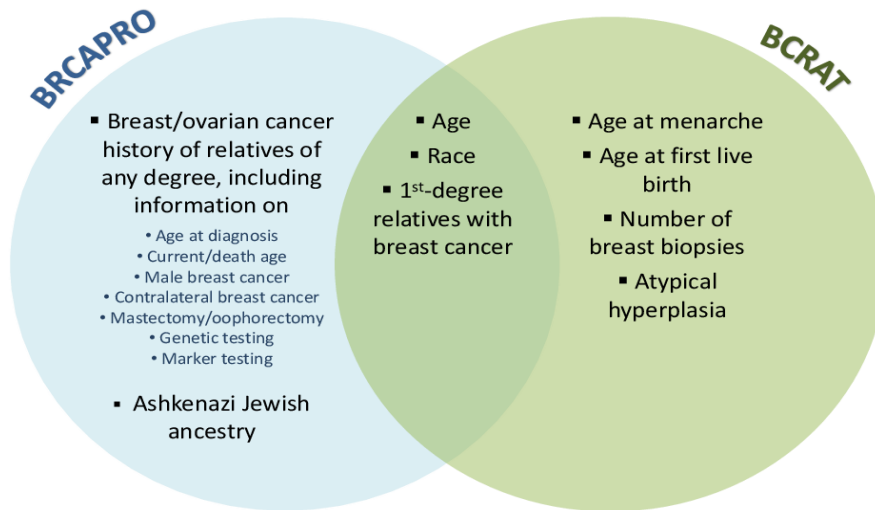 BRCAPRO
▪ Breast/ovarian cancer
history of relatives of
any degree, including
information on
• Age at diagnosis
• Current/death age
• Male breast cancer
• Contralateral breast cancer
• Mastectomy/oophorectomy
• Genetic testing
• Marker testing
▪ Ashkenazi Jewish
ancestry
▪ Age
▪ Race
▪ 1st-degree
relatives with
breast cancer
BCRAT
▪ Age at menarche
▪ Age at first live
birth
▪ Number of
breast biopsies
▪ Atypical
hyperplasia